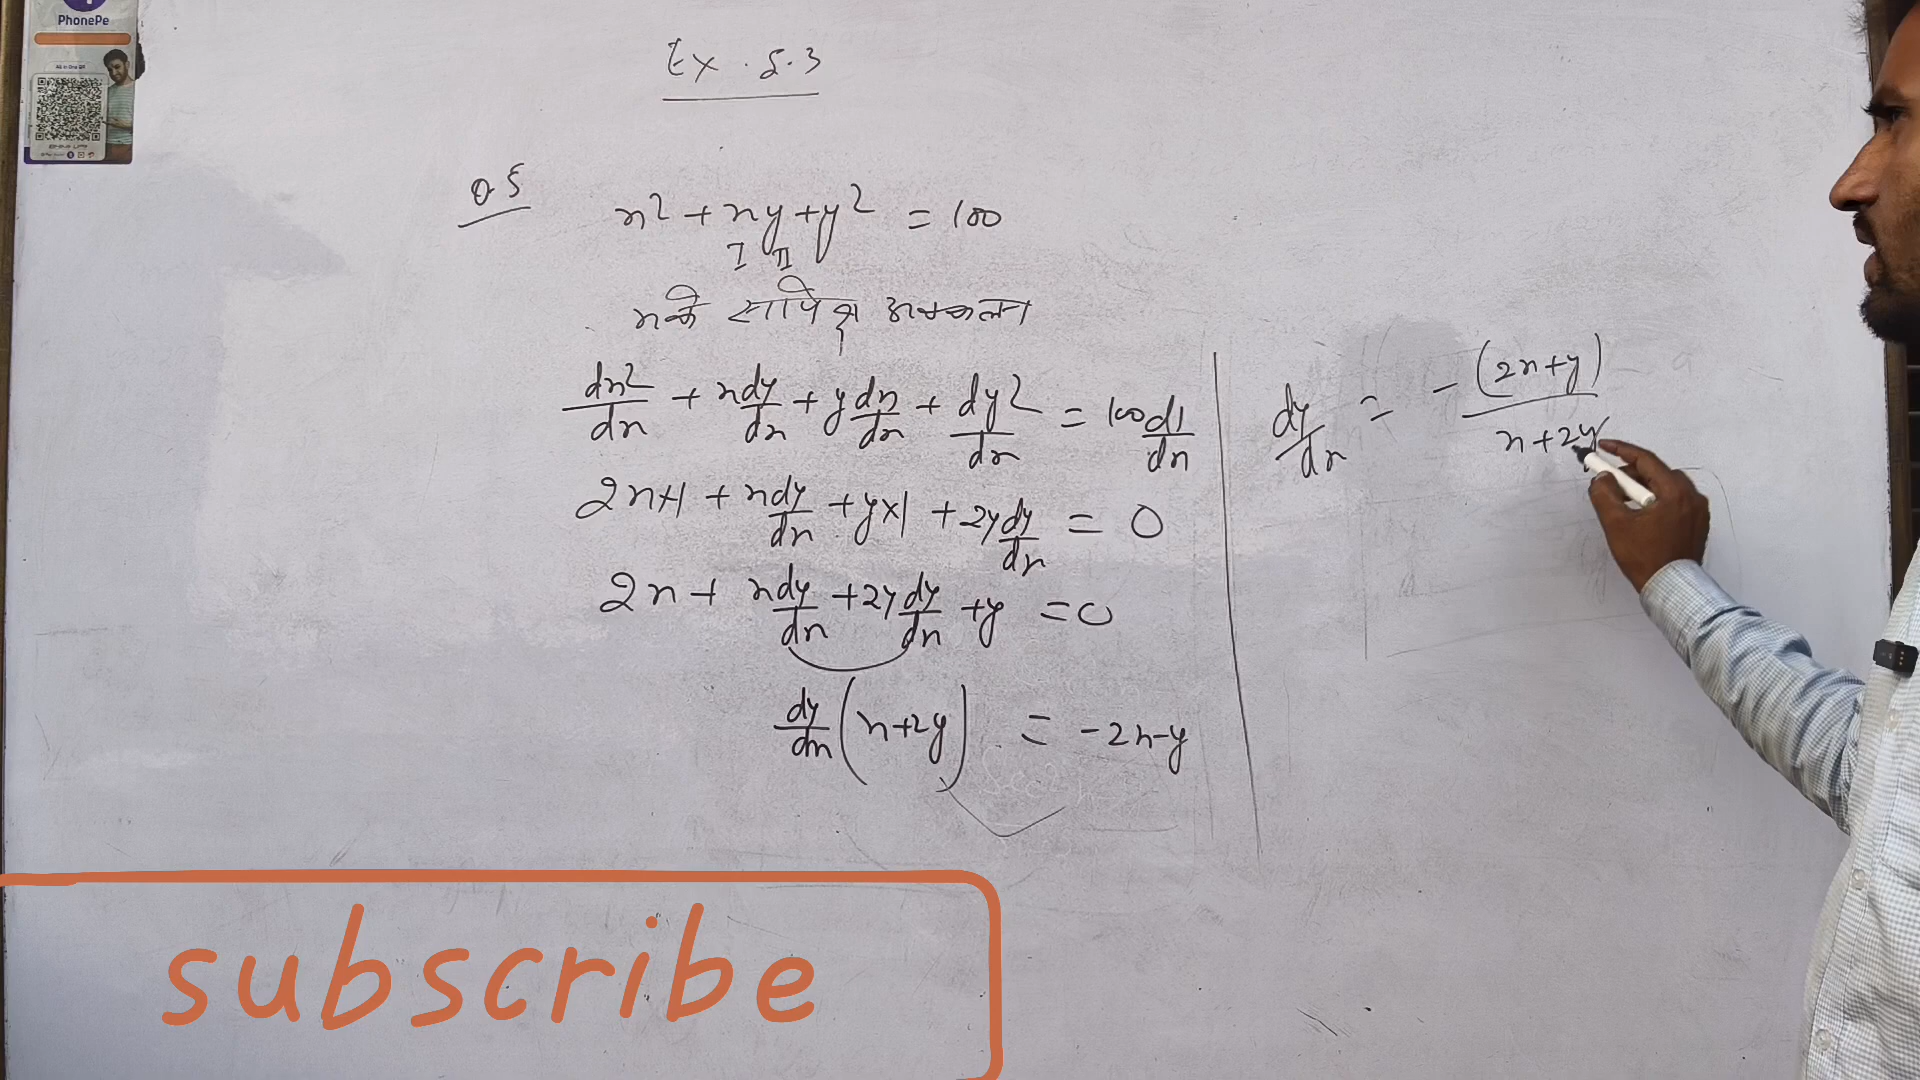 PhonePe
Ex. 5.3
Q 5
x² + xy + y² = 100
I II
x के सापेक्ष अवकलन
dx²/dx + x dy/dx + y dx/dx + dy²/dx = 100 d1/dx
2x×1 + x dy/dx + y×1 + 2y dy/dx = 0
2x + x dy/dx + 2y dy/dx + y = 0
dy/dx (x+2y) = -2x-y
dy/dx = -(2x+y)/x+2y
subscribe